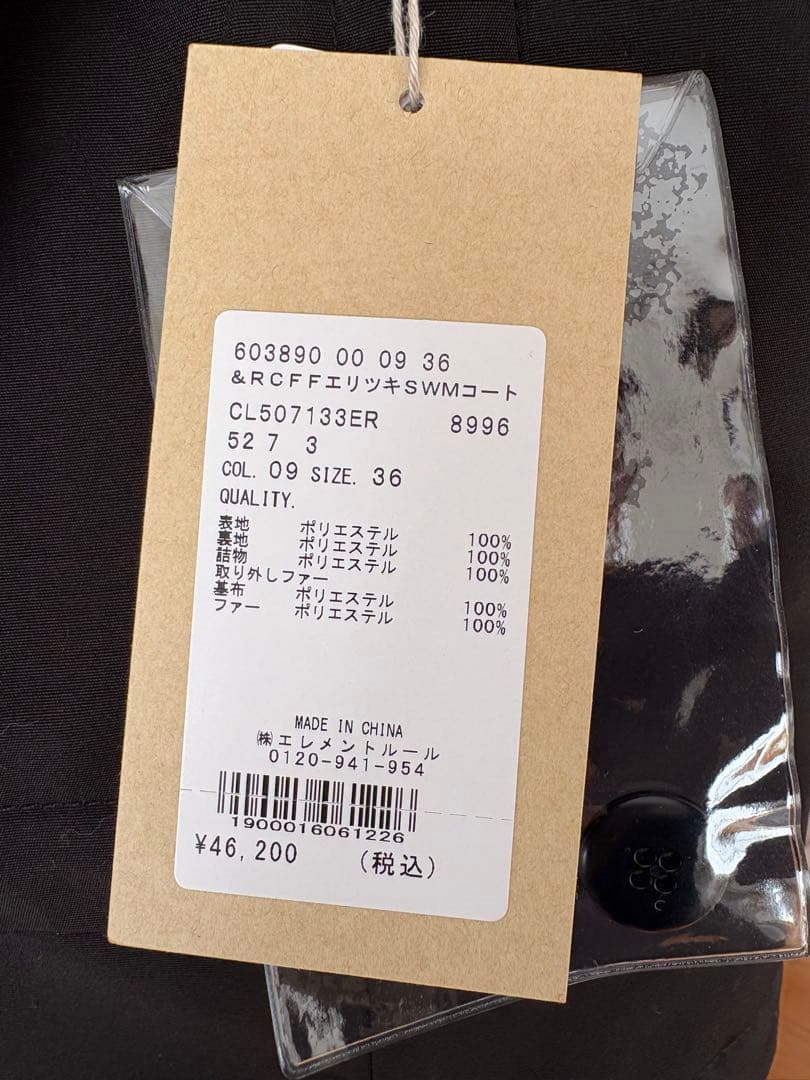 603890 00 09 36
&RCFFエリツキSWMコート
CL507133ER 8996
52 7 3
COL. 09 SIZE. 36
QUALITY.
表地 ポリエステル 100%
裏地 ポリエステル 100%
詰物 ポリエステル 100%
取り外しファー
基布 ポリエステル 100%
ファー ポリエステル 100%
MADE IN CHINA
㈱エレメントルール
0120-941-954
1900016061226
¥46,200 (税込)